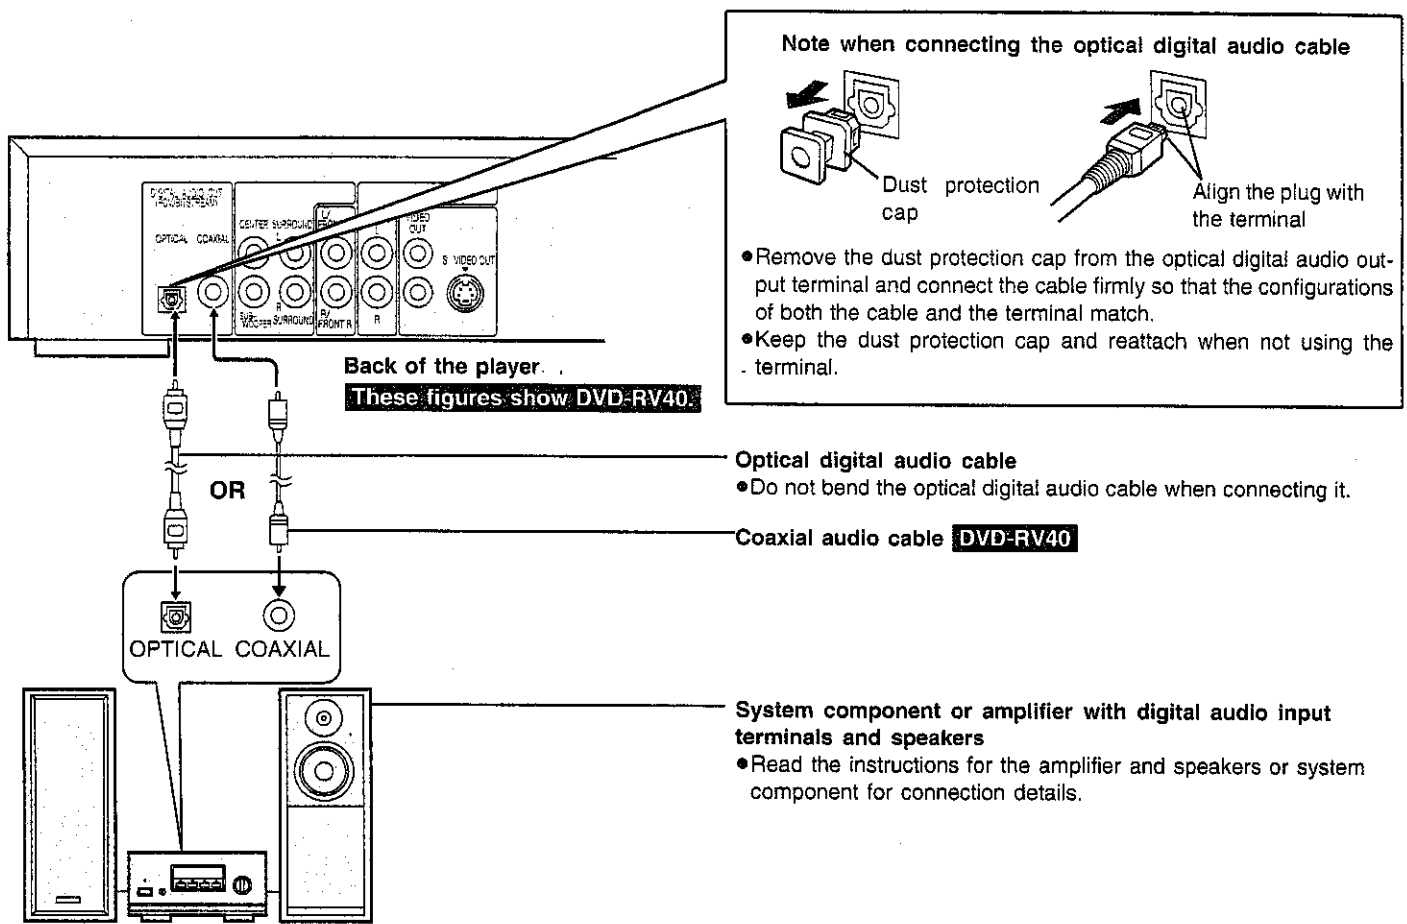 Note when connecting the optical digital audio cable
Dust protection
cap
Align the plug with
the terminal
●Remove the dust protection cap from the optical digital audio out-
put terminal and connect the cable firmly so that the configurations
of both the cable and the terminal match.
●Keep the dust protection cap and reattach when not using the
terminal.
DIGITAL AUDIO OUT
OPTICAL COAXIAL
CENTER SURROUND
L
L
OUT
S VIDEO OUT
R
SURROUND
R/
FRONT R
R
Back of the player
These figures show DVD-RV40.
Optical digital audio cable
●Do not bend the optical digital audio cable when connecting it.
OR
Coaxial audio cable DVD-RV40
OPTICAL COAXIAL
System component or amplifier with digital audio input
terminals and speakers
●Read the instructions for the amplifier and speakers or system
component for connection details.